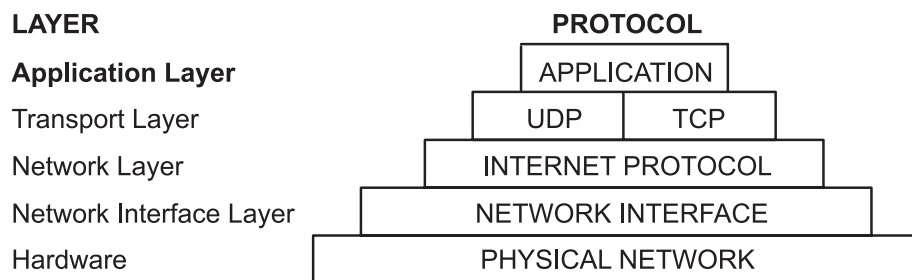 LAYER PROTOCOL
Application Layer APPLICATION
Transport Layer UDP TCP
Network Layer INTERNET PROTOCOL
Network Interface Layer NETWORK INTERFACE
Hardware PHYSICAL NETWORK